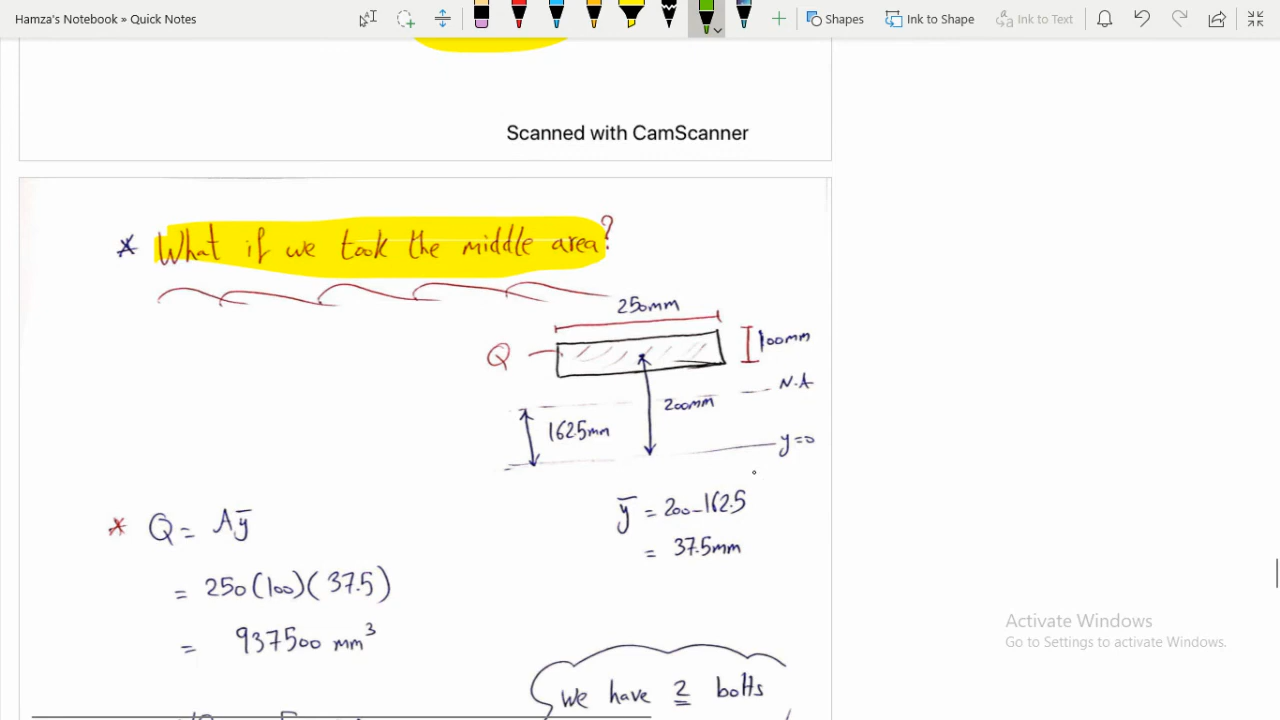 Hamza's Notebook » Quick Notes
Shapes
Ink to Shape
Ink to Text
Scanned with CamScanner
* What if we took the middle area?
250mm
Q
100mm
N.A
200mm
1625mm
y=0
* Q = Aȳ
ȳ = 200-162.5
= 37.5mm
= 250(100)(37.5)
= 937500 mm³
Activate Windows
Go to Settings to activate Windows.
We have 2 bolts